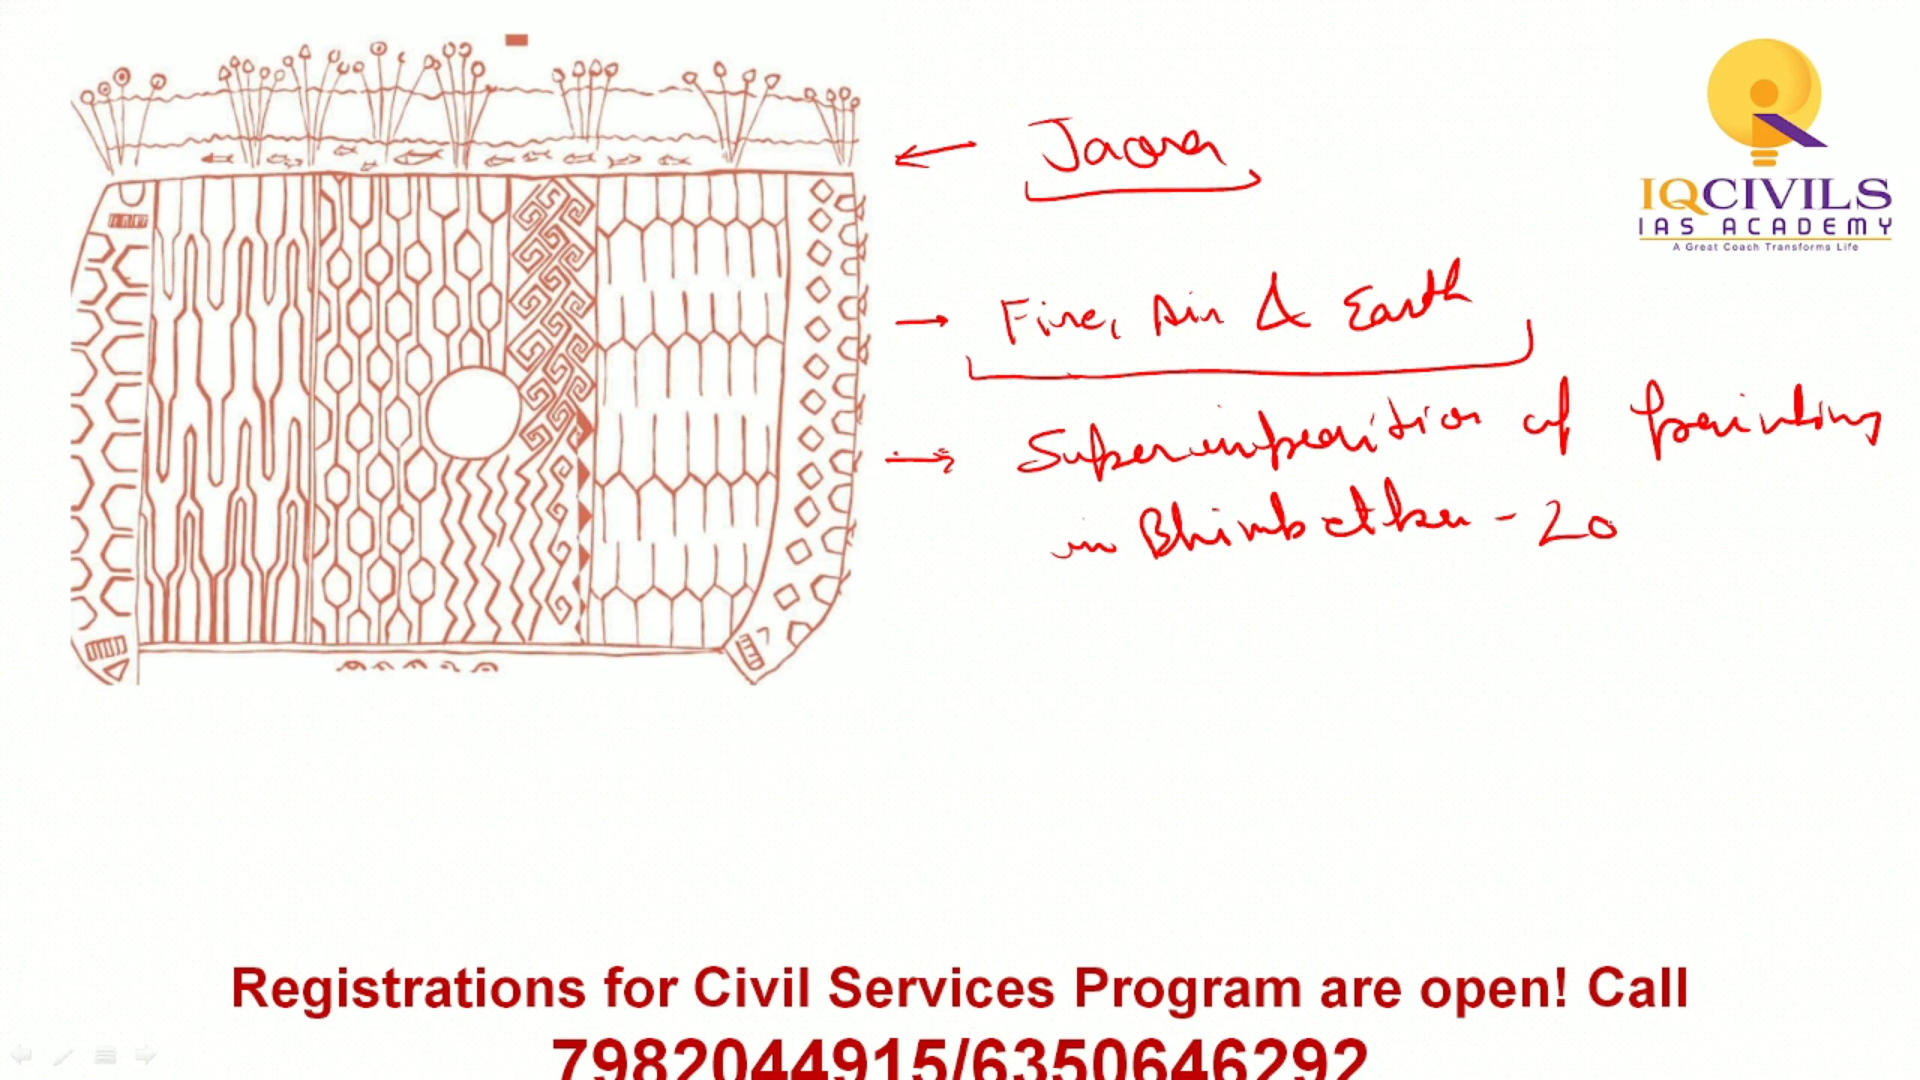 Jaora
IQCIVILS
IAS ACADEMY
A Great Coach Transforms Life
Fire, Air & Earth
Superimposition of painting
in Bhimbetka - 20
Registrations for Civil Services Program are open! Call
7982044915/6350646292